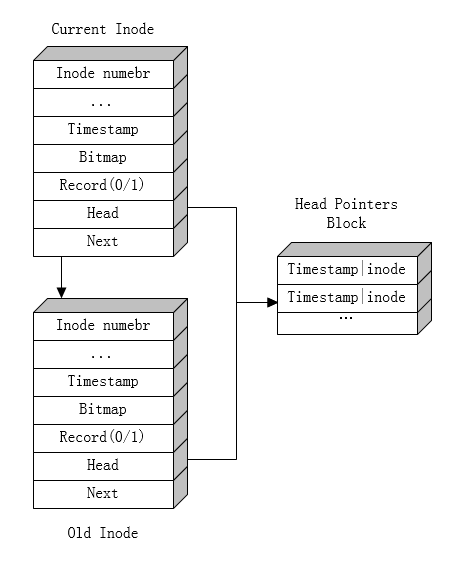 Current Inode
Inode numebr
...
Timestamp
Bitmap
Record(0/1)
Head
Next
Head Pointers
Block
Timestamp|inode
Timestamp|inode
...
Inode numebr
...
Timestamp
Bitmap
Record(0/1)
Head
Next
Old Inode